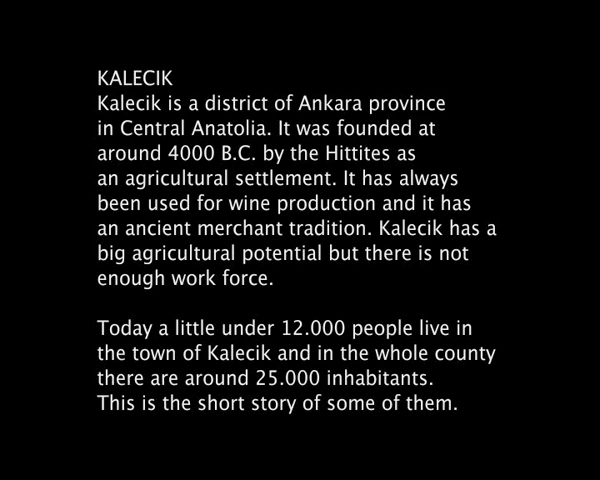 KALECIK
Kalecik is a district of Ankara province
in Central Anatolia. It was founded at
around 4000 B.C. by the Hittites as
an agricultural settlement. It has always
been used for wine production and it has
an ancient merchant tradition. Kalecik has a
big agricultural potential but there is not
enough work force.

Today a little under 12.000 people live in
the town of Kalecik and in the whole county
there are around 25.000 inhabitants.
This is the short story of some of them.